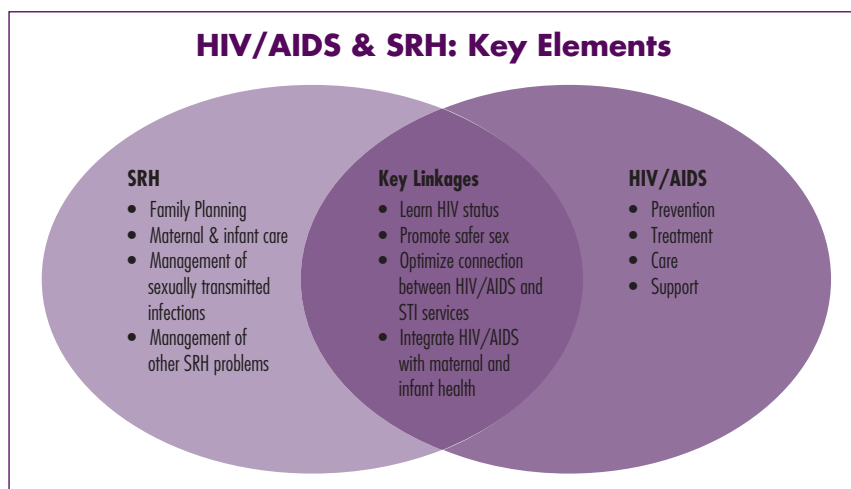 HIV/AIDS & SRH: Key Elements
SRH
• Family Planning
• Maternal & infant care
• Management of
sexually transmitted
infections
• Management of
other SRH problems
Key Linkages
• Learn HIV status
• Promote safer sex
• Optimize connection
between HIV/AIDS and
STI services
• Integrate HIV/AIDS
with maternal and
infant health
HIV/AIDS
• Prevention
• Treatment
• Care
• Support